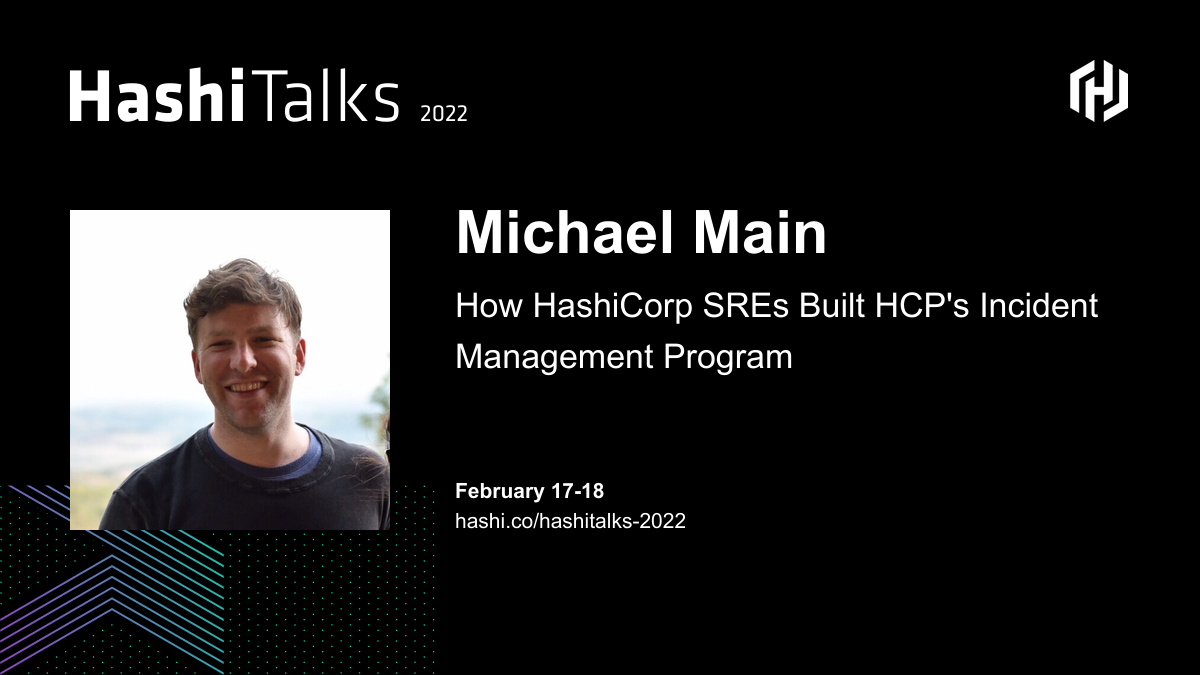 HashiTalks 2022
Michael Main
How HashiCorp SREs Built HCP's Incident
Management Program
February 17-18
hashi.co/hashitalks-2022